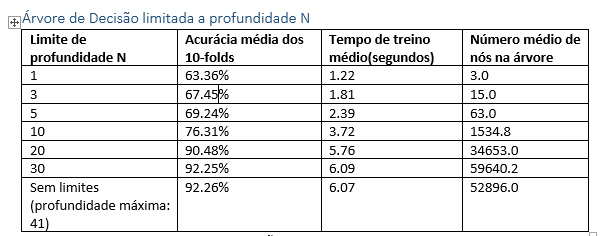 Árvore de Decisão limitada a profundidade N
Limite de profundidade N | Acurácia média dos 10-folds | Tempo de treino médio(segundos) | Número médio de nós na árvore
1 | 63.36% | 1.22 | 3.0
3 | 67.45% | 1.81 | 15.0
5 | 69.24% | 2.39 | 63.0
10 | 76.31% | 3.72 | 1534.8
20 | 90.48% | 5.76 | 34653.0
30 | 92.25% | 6.09 | 59640.2
Sem limites (profundidade máxima: 41) | 92.26% | 6.07 | 52896.0